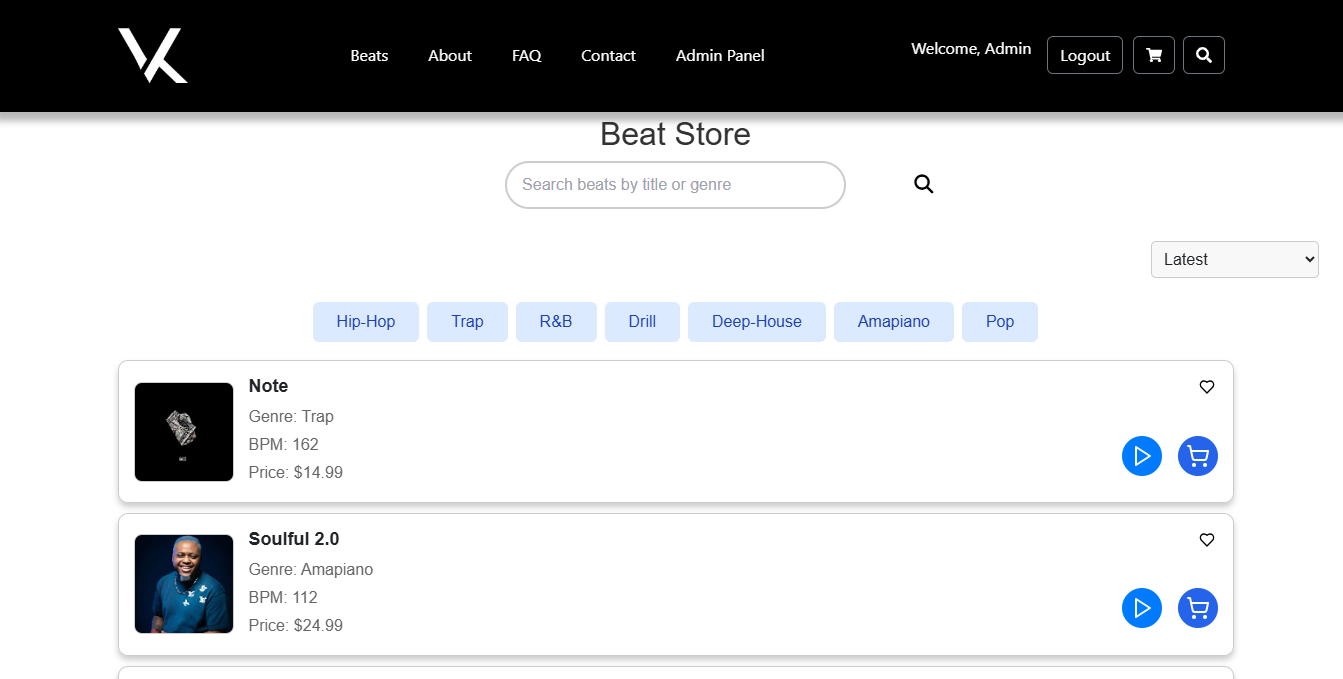 VK
Beats About FAQ Contact Admin Panel Welcome, Admin Logout
Beat Store
Search beats by title or genre
Latest
Hip-Hop Trap R&B Drill Deep-House Amapiano Pop
Note
Genre: Trap
BPM: 162
Price: $14.99
Soulful 2.0
Genre: Amapiano
BPM: 112
Price: $24.99